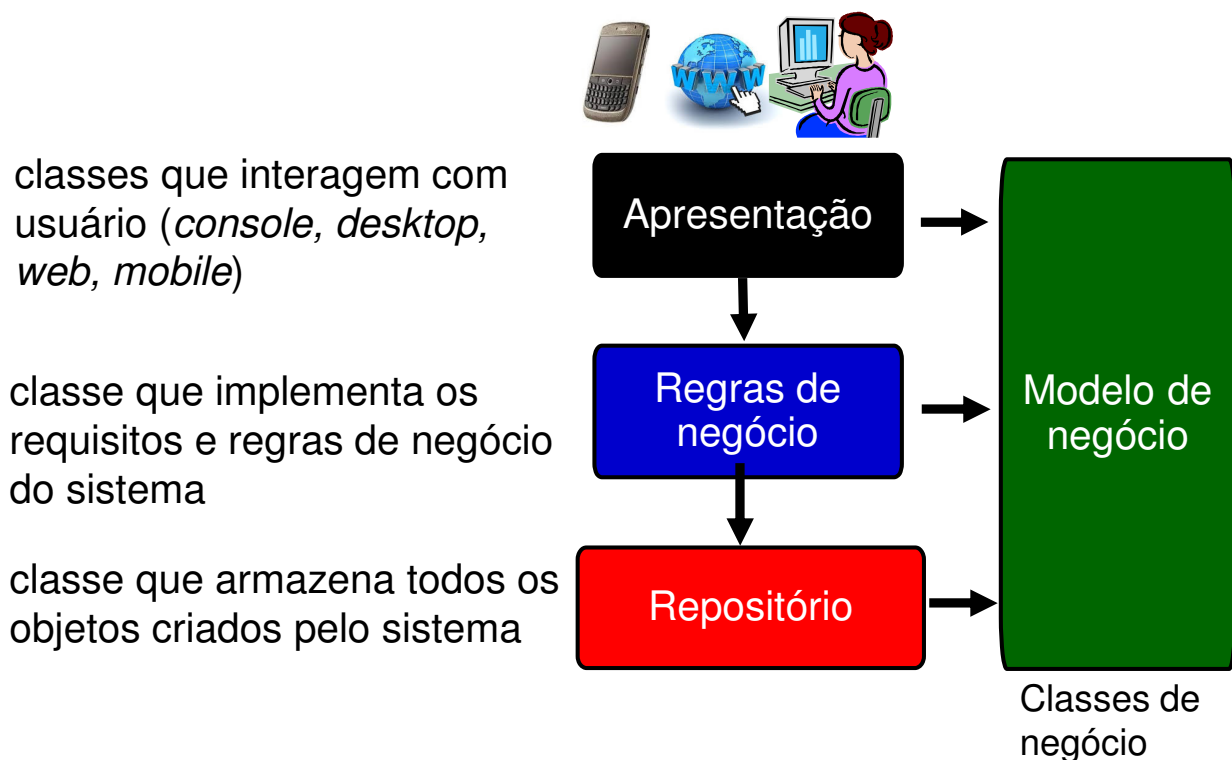 WWW
classes que interagem com
usuário (console, desktop,
web, mobile)
Apresentação
classe que implementa os
requisitos e regras de negócio
do sistema
Regras de
negócio
Modelo de
negócio
classe que armazena todos os
objetos criados pelo sistema
Repositório
Classes de
negócio